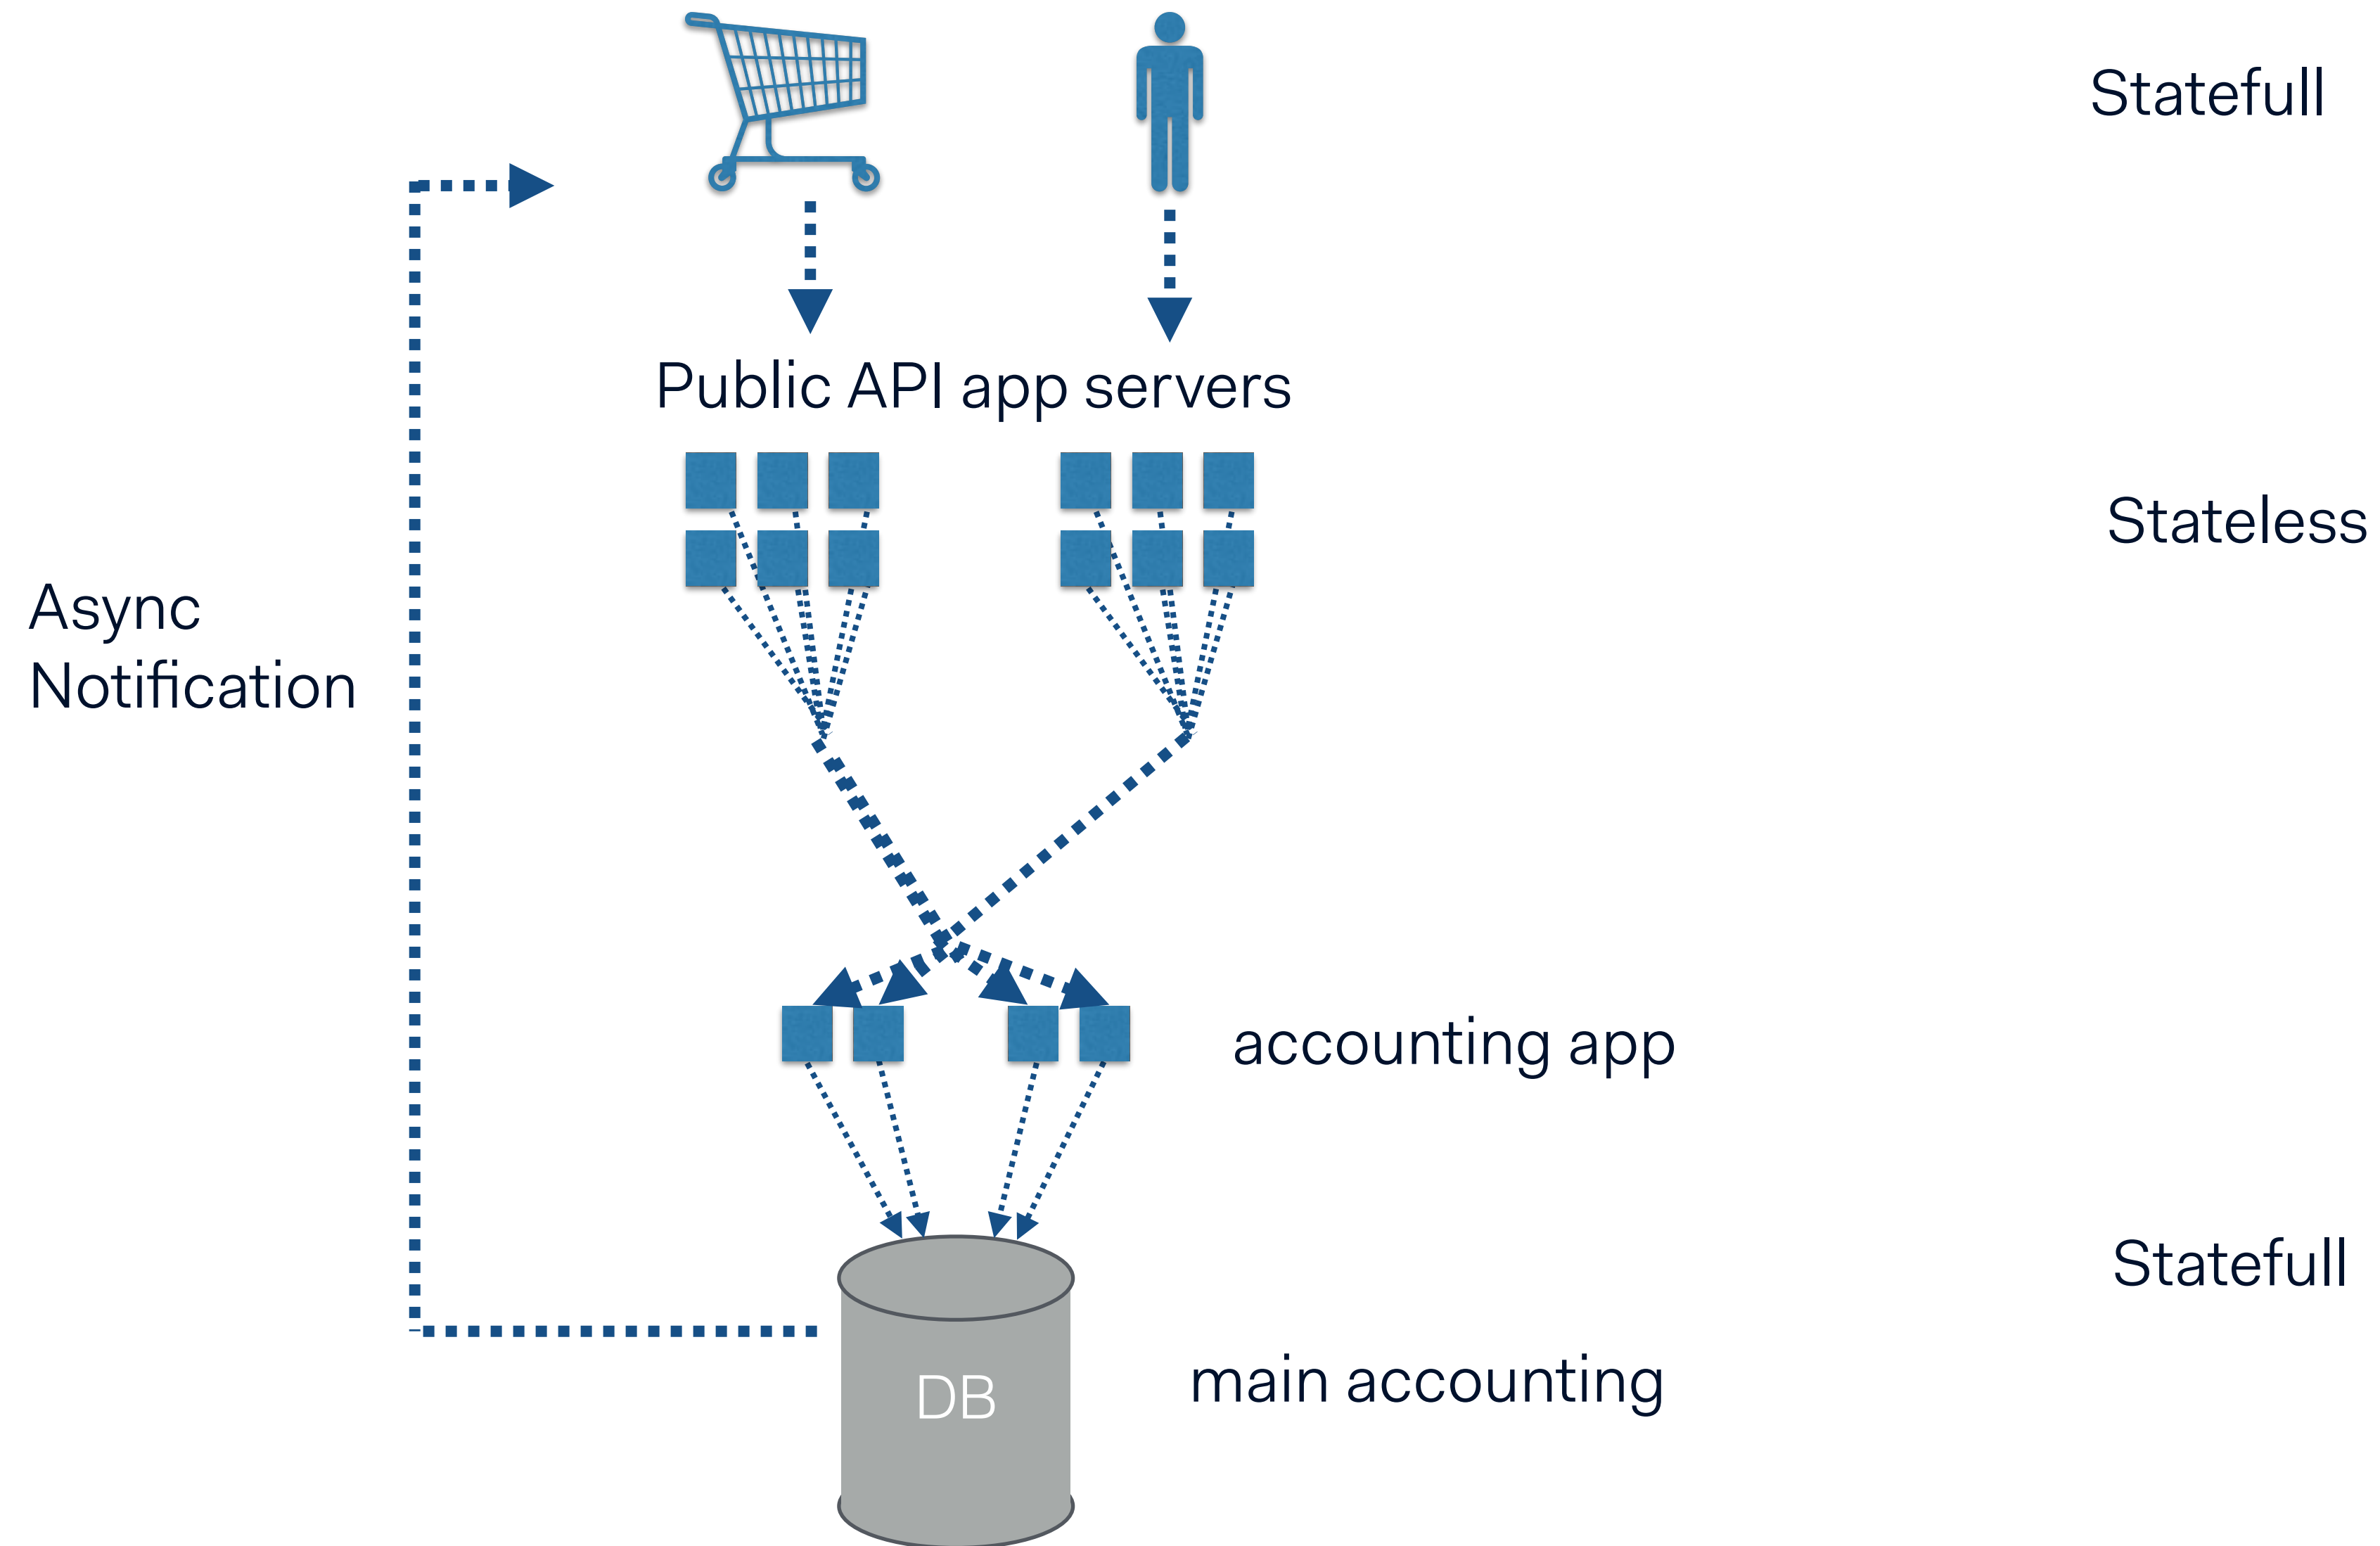 Statefull
Public API app servers
Stateless
Async
Notification
accounting app
Statefull
main accounting
DB